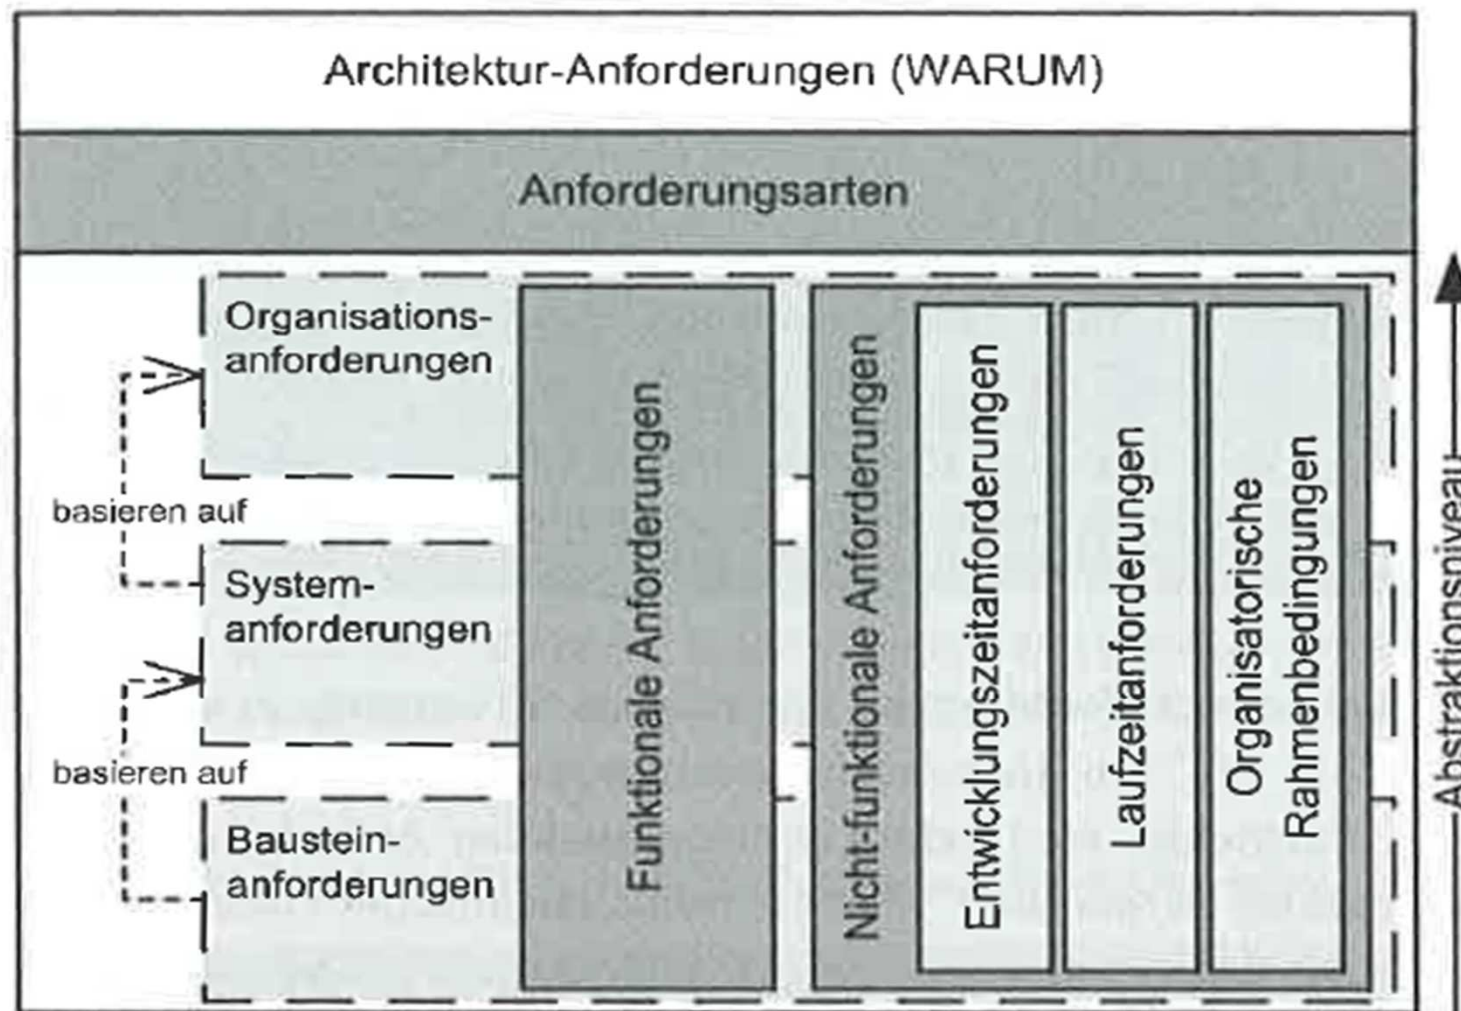 Architektur-Anforderungen (WARUM)
Anforderungsarten
Organisations-
anforderungen
basieren auf
System-
anforderungen
basieren auf
Baustein-
anforderungen
Funktionale Anforderungen
Nicht-funktionale Anforderungen
Entwicklungszeitanforderungen
Laufzeitanforderungen
Organisatorische
Rahmenbedingungen
Abstraktionsniveau